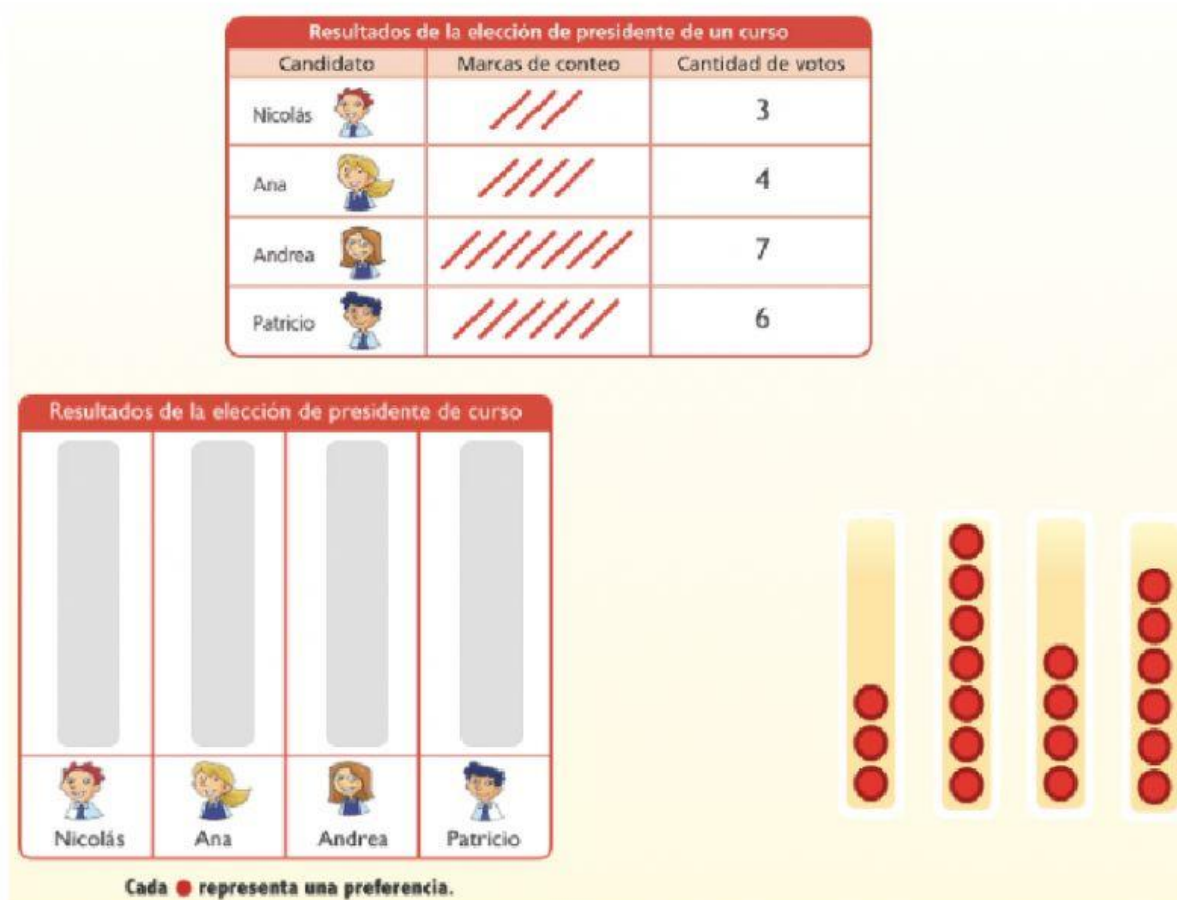 Resultados de la elección de presidente de un curso
Candidato Marcas de conteo Cantidad de votos
Nicolás 3
Ana 4
Andrea 7
Patricio 6
Resultados de la elección de presidente de curso
Nicolás Ana Andrea Patricio
Cada representa una preferencia.